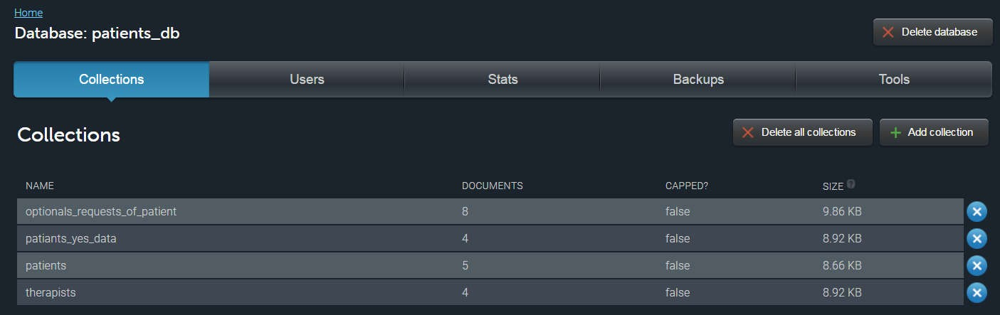 Home
Database: patients_db
Delete database
Collections Users Stats Backups Tools
Collections
Delete all collections Add collection
NAME DOCUMENTS CAPPED? SIZE ?
optionals_requests_of_patient 8 false 9.86 KB
patiants_yes_data 4 false 8.92 KB
patients 5 false 8.66 KB
therapists 4 false 8.92 KB